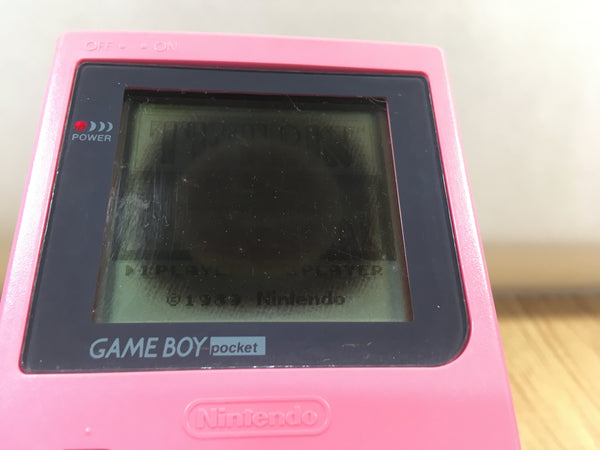 OFF • • ON
POWER
▶1PLAYER PLAYER
©1989 Nintendo
GAME BOY pocket
Nintendo